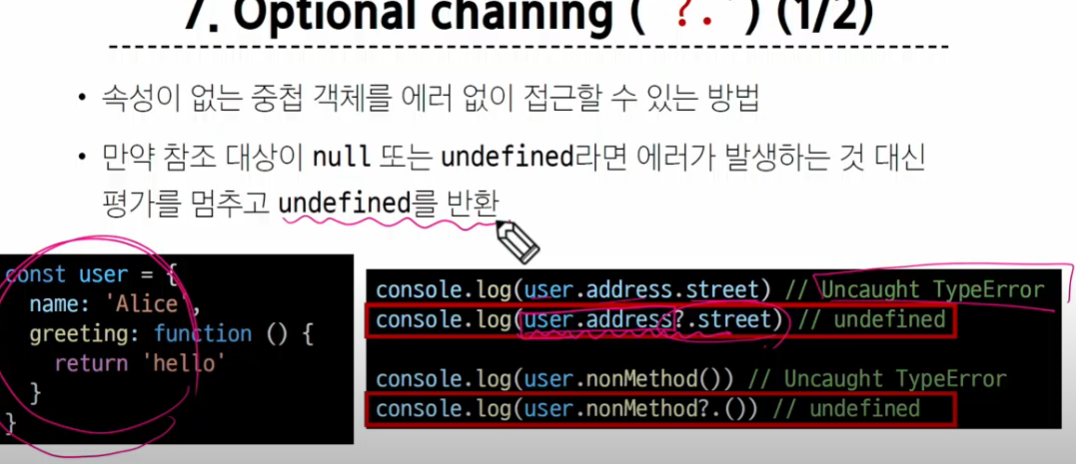 7. Optional chaining ( '?.' ) (1/2)
• 속성이 없는 중첩 객체를 에러 없이 접근할 수 있는 방법
• 만약 참조 대상이 null 또는 undefined라면 에러가 발생하는 것 대신
평가를 멈추고 undefined를 반환
const user = {
name: 'Alice',
greeting: function () {
return 'hello'
}
}
console.log(user.address.street) // Uncaught TypeError
console.log(user.address?.street) // undefined
console.log(user.nonMethod()) // Uncaught TypeError
console.log(user.nonMethod?.()) // undefined